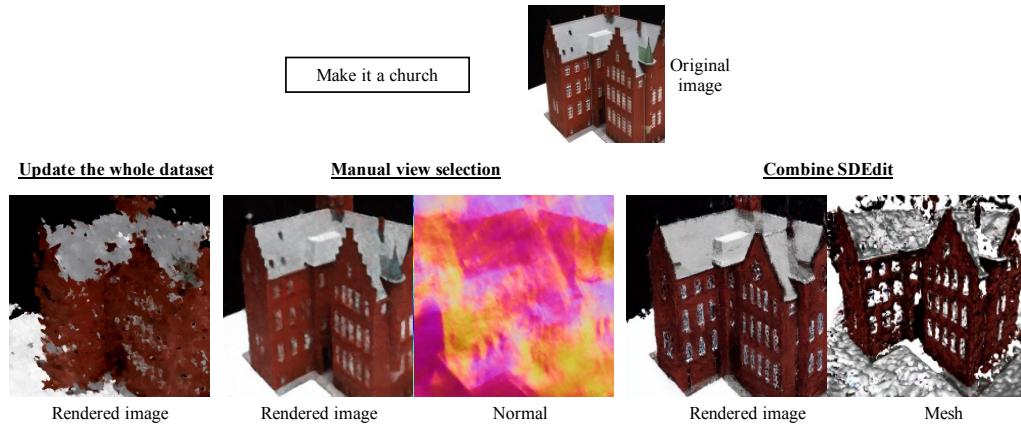 Make it a church
Original
image
Update the whole dataset
Manual view selection
Combine SDEdit
Rendered image
Rendered image
Normal
Rendered image
Mesh